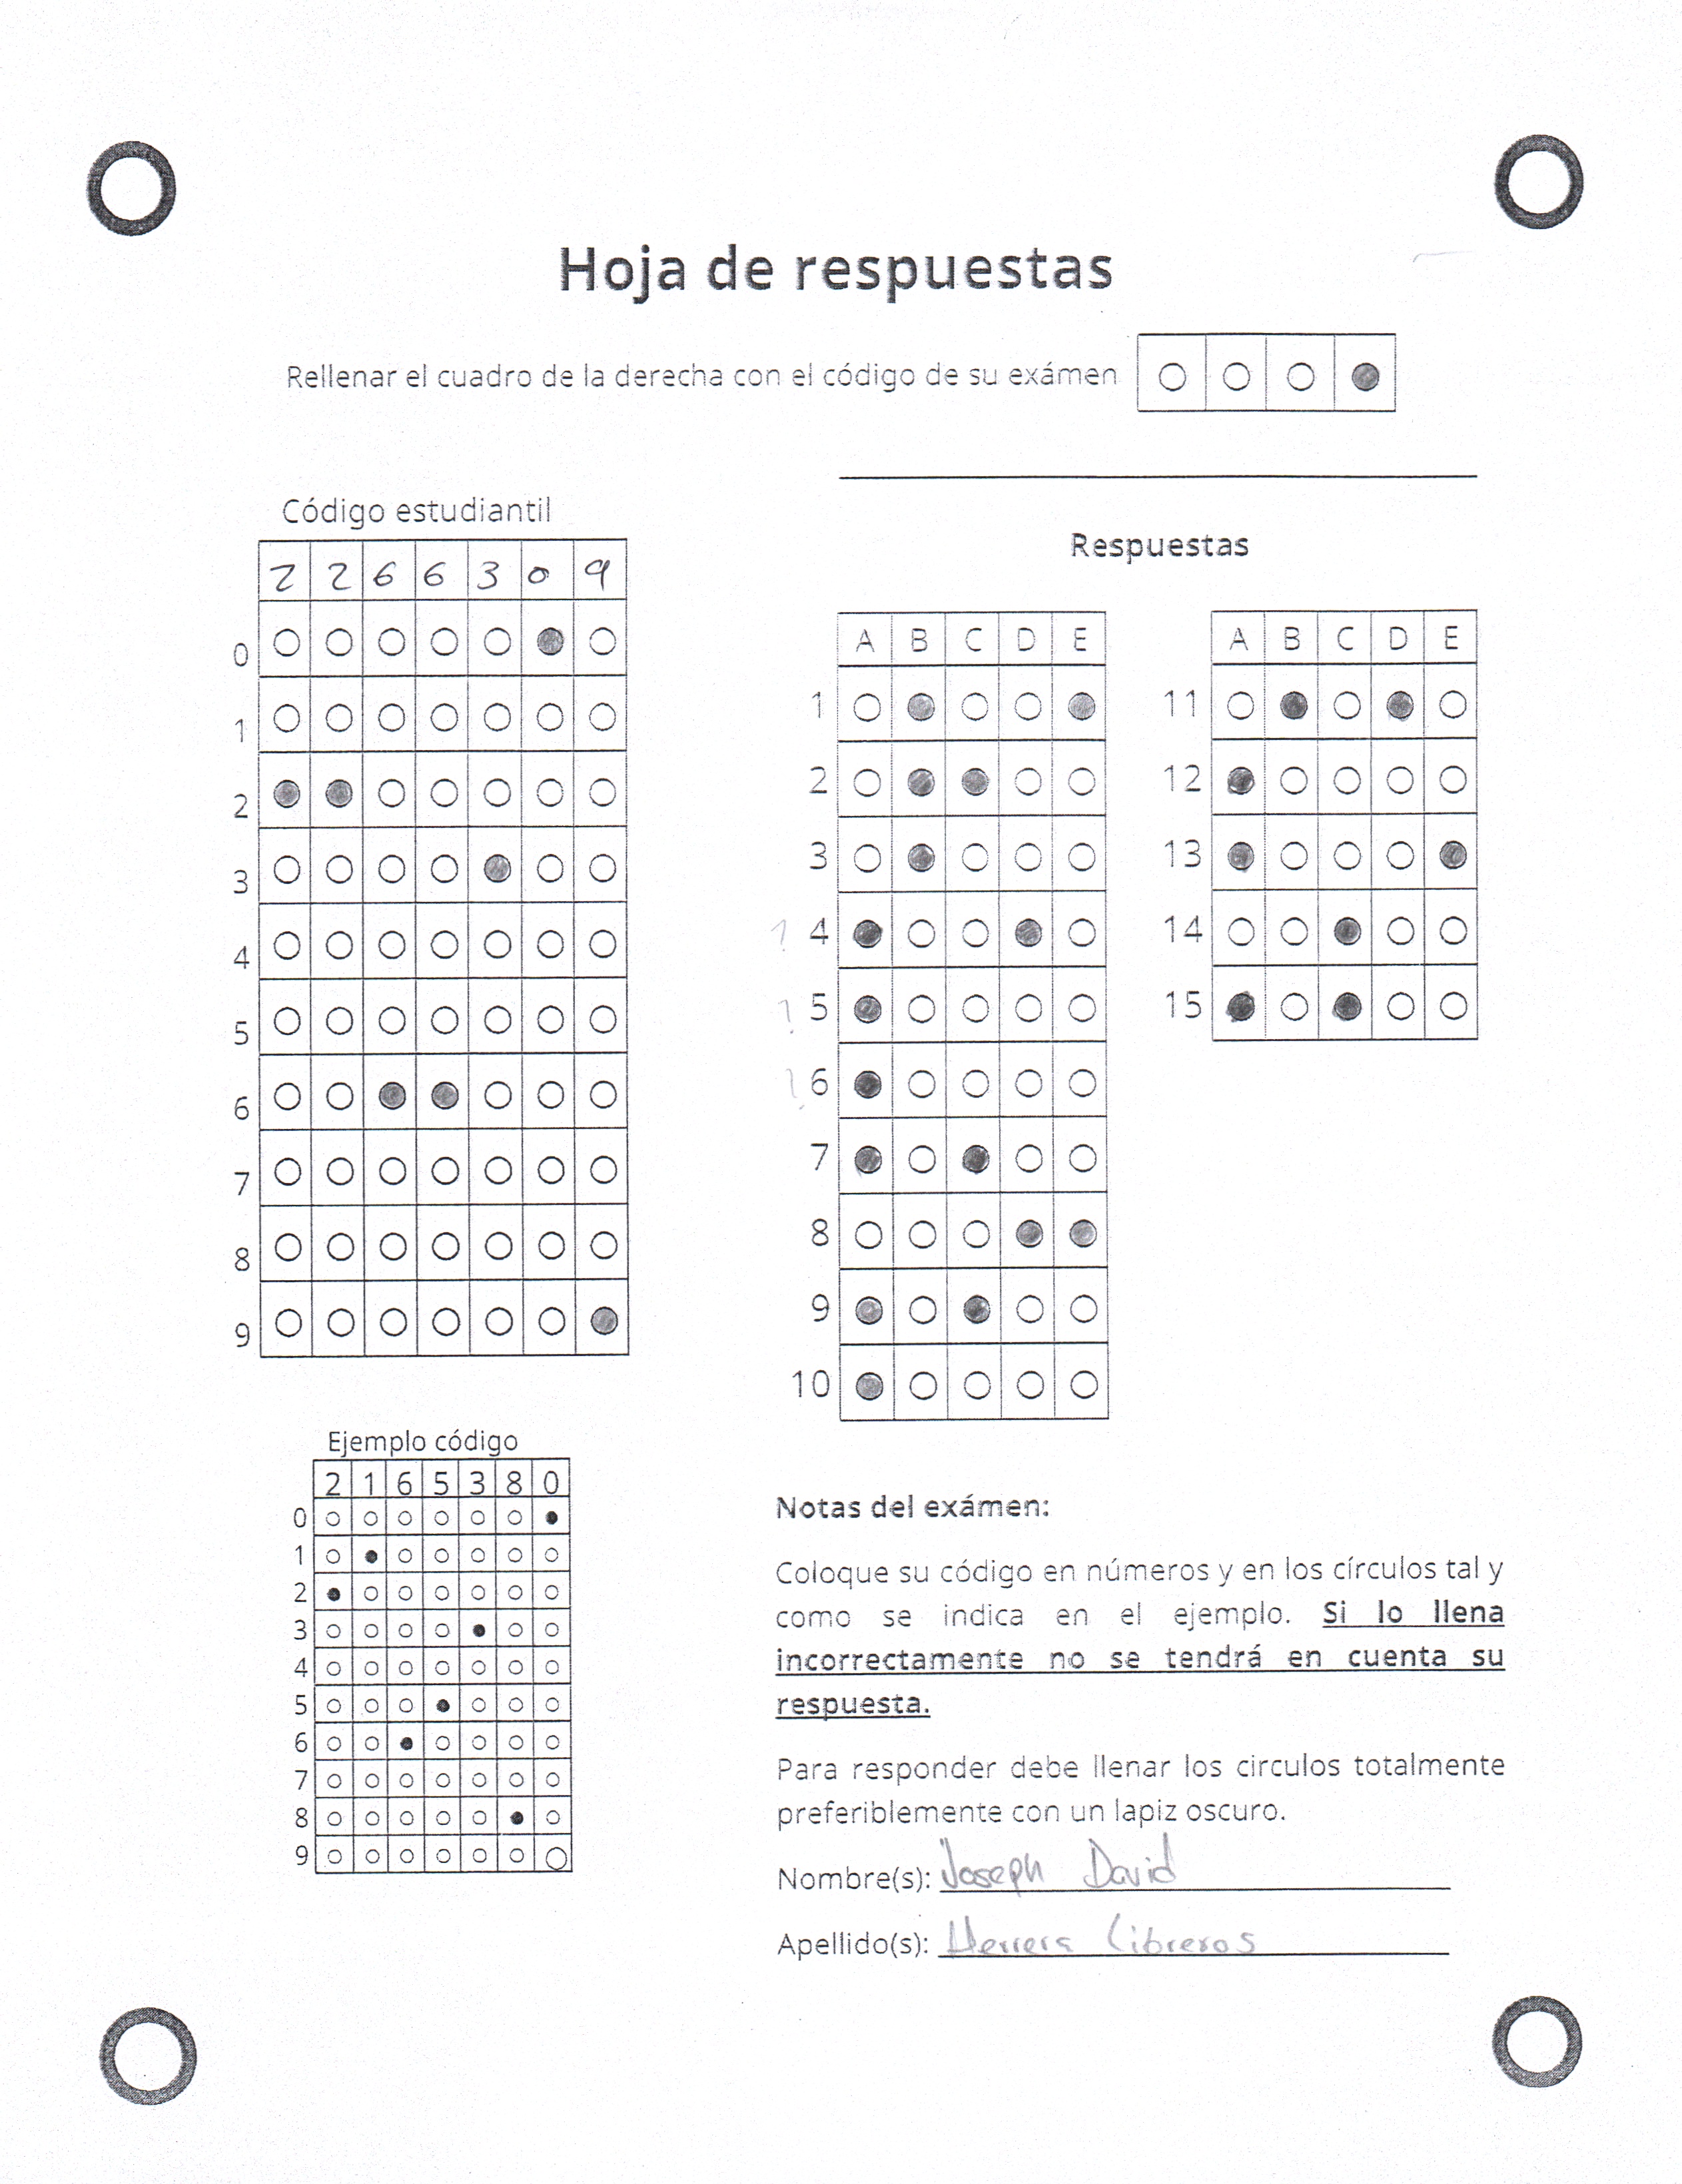 Hoja de respuestas
Rellenar el cuadro de la derecha con el código de su exámen
Código estudiantil
2 2 6 6 3 0 9
0
1
2
3
4
5
6
7
8
9
Respuestas
A B C D E
1
2
3
? 4
? 5
? 6
7
8
9
10
A B C D E
11
12
13
14
15
Ejemplo código
2 1 6 5 3 8 0
0
1
2
3
4
5
6
7
8
9
Notas del exámen:
Coloque su código en números y en los círculos tal y
como se indica en el ejemplo. Si lo llena
incorrectamente no se tendrá en cuenta su
respuesta.
Para responder debe llenar los circulos totalmente
preferiblemente con un lapiz oscuro.
Nombre(s): Joseph David
Apellido(s): Herrera Libreros